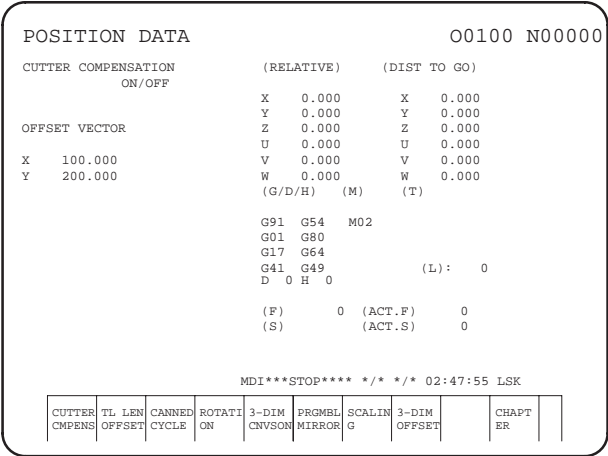 POSITION DATA O0100 N00000
CUTTER COMPENSATION (RELATIVE) (DIST TO GO)
ON/OFF
X 0.000 X 0.000
Y 0.000 Y 0.000
OFFSET VECTOR Z 0.000 Z 0.000
U 0.000 U 0.000
X 100.000 V 0.000 V 0.000
Y 200.000 W 0.000 W 0.000
(G/D/H) (M) (T)
G91 G54 M02
G01 G80
G17 G64
G41 G49 (L): 0
D 0 H 0
(F) 0 (ACT.F) 0
(S) (ACT.S) 0
MDI***STOP**** */* */* 02:47:55 LSK
CUTTER TL LEN CANNED ROTATI 3-DIM PRGMBL SCALIN 3-DIM CHAPT
CMPENS OFFSET CYCLE ON CNVSON MIRROR G OFFSET ER